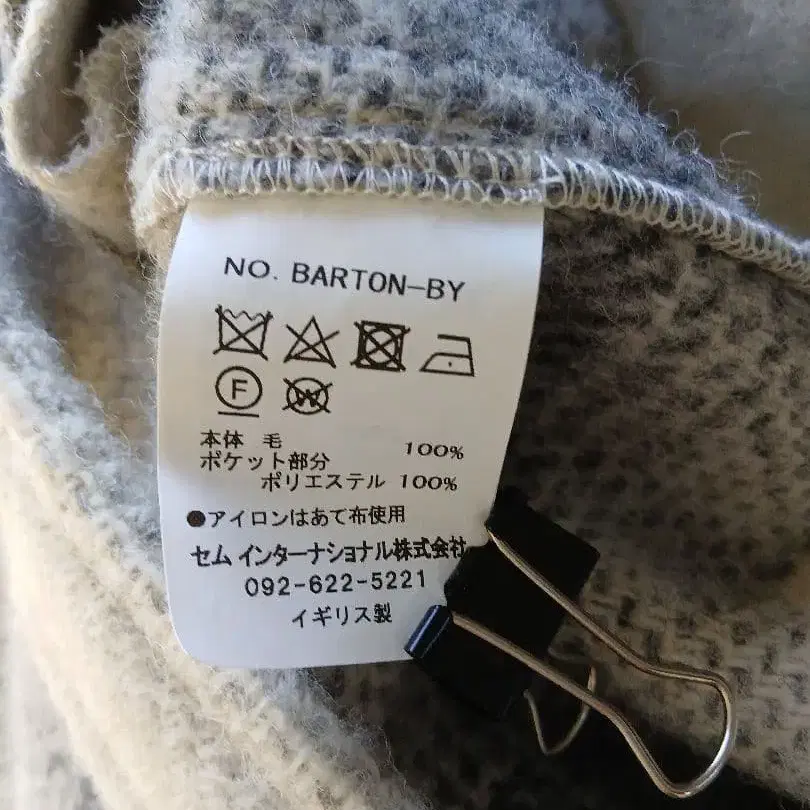 NO. BARTON-BY
F
W
本体 毛 100%
ポケット部分
ポリエステル 100%
●アイロンはあて布使用
セム インターナショナル株式会社
092-622-5221
イギリス製